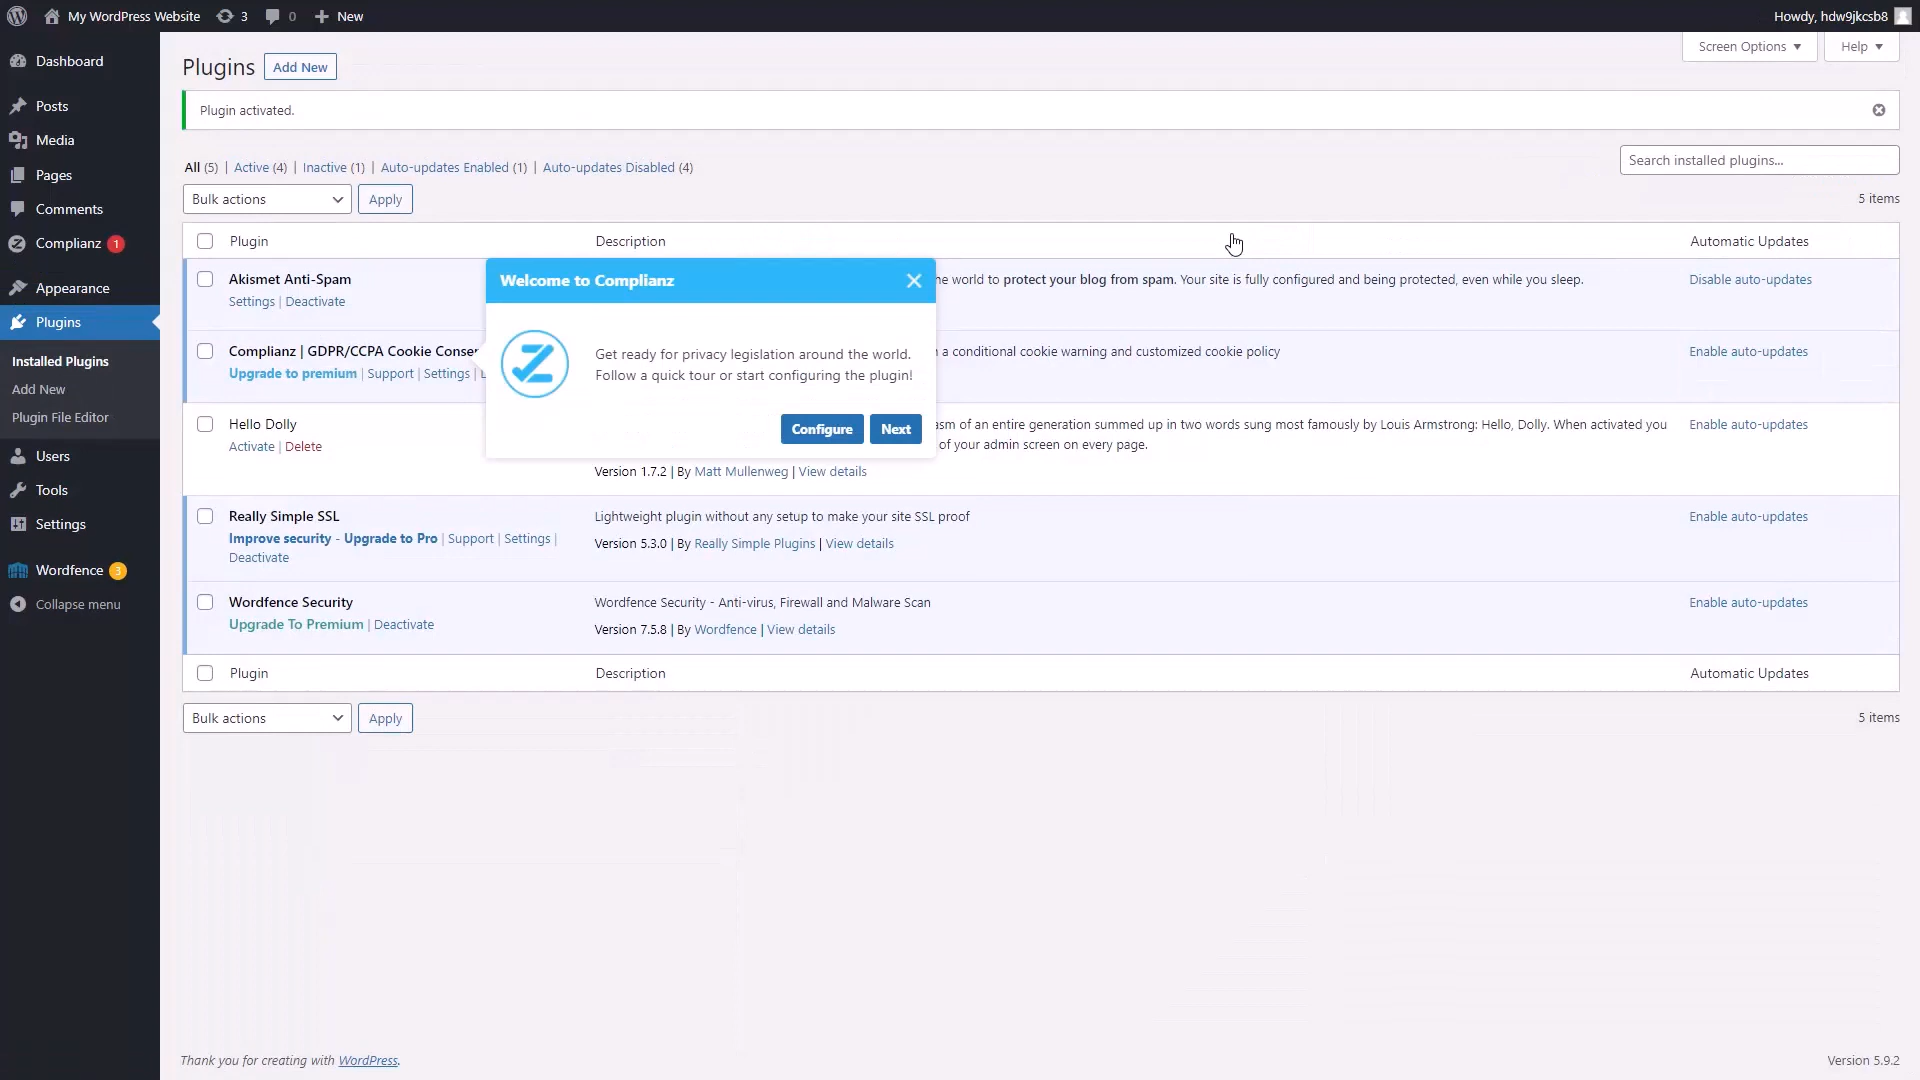 My WordPress Website 3 0 New Howdy, hdw9jkcsb8
Screen Options Help
Dashboard
Posts
Media
Pages
Comments
Complianz 1
Appearance
Plugins
Installed Plugins
Add New
Plugin File Editor
Users
Tools
Settings
Wordfence 3
Collapse menu
Plugins Add New
Plugin activated.
All (5) | Active (4) | Inactive (1) | Auto-updates Enabled (1) | Auto-updates Disabled (4)
Search installed plugins...
Bulk actions Apply 5 items
Plugin Description Automatic Updates
Akismet Anti-Spam
Settings | Deactivate
world to protect your blog from spam. Your site is fully configured and being protected, even while you sleep.
Disable auto-updates
Complianz | GDPR/CCPA Cookie
Upgrade to premium | Support | Settings |
a conditional cookie warning and customized cookie policy
Enable auto-updates
Welcome to Complianz
Get ready for privacy legislation around the world.
Follow a quick tour or start configuring the plugin!
Configure Next
Hello Dolly
Activate | Delete
of an entire generation summed up in two words sung most famously by Louis Armstrong: Hello, Dolly. When activated you
of your admin screen on every page.
Version 1.7.2 | By Matt Mullenweg | View details
Enable auto-updates
Really Simple SSL
Improve security - Upgrade to Pro | Support | Settings |
Deactivate
Lightweight plugin without any setup to make your site SSL proof
Version 5.3.0 | By Really Simple Plugins | View details
Enable auto-updates
Wordfence Security
Upgrade To Premium | Deactivate
Wordfence Security - Anti-virus, Firewall and Malware Scan
Version 7.5.8 | By Wordfence | View details
Enable auto-updates
Plugin Description Automatic Updates
Bulk actions Apply 5 items
Thank you for creating with WordPress. Version 5.9.2